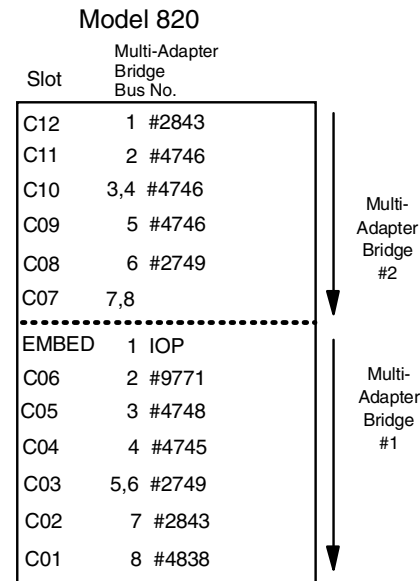 Model 820
Slot
Multi-Adapter
Bridge
Bus No.
C12 1 #2843
C11 2 #4746
C10 3,4 #4746
C09 5 #4746
C08 6 #2749
C07 7,8
Multi-
Adapter
Bridge
#2
EMBED 1 IOP
C06 2 #9771
C05 3 #4748
C04 4 #4745
C03 5,6 #2749
C02 7 #2843
C01 8 #4838
Multi-
Adapter
Bridge
#1